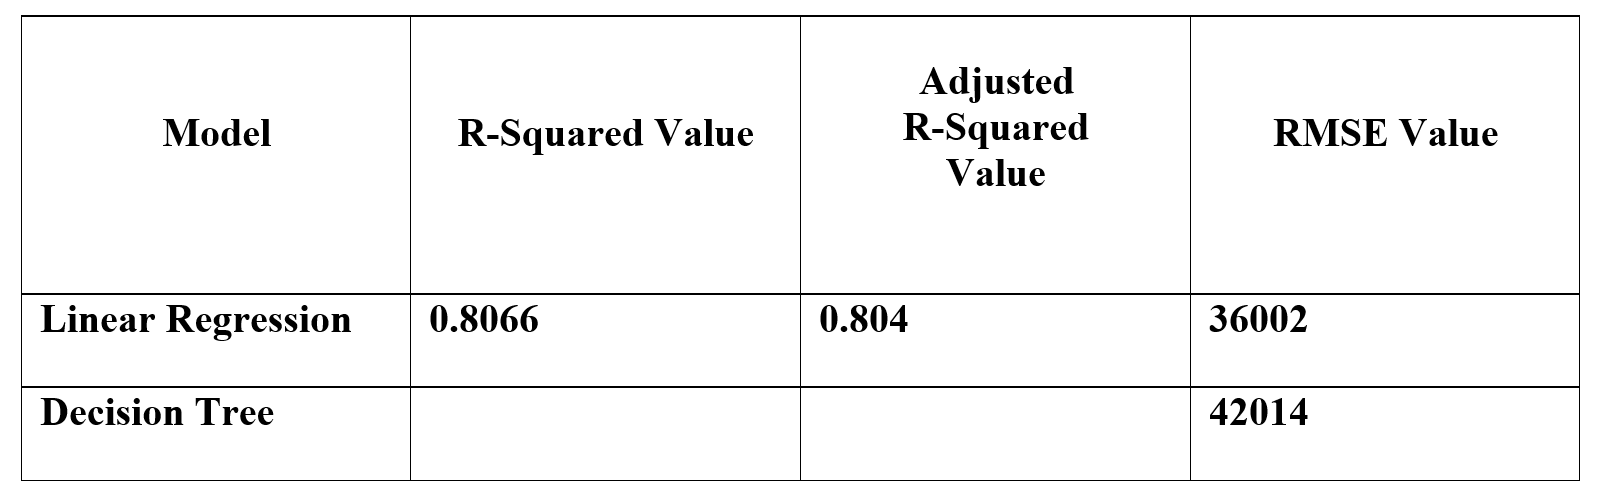 Model
R-Squared Value
Adjusted
R-Squared
Value
RMSE Value
Linear Regression
0.8066
0.804
36002
Decision Tree
42014